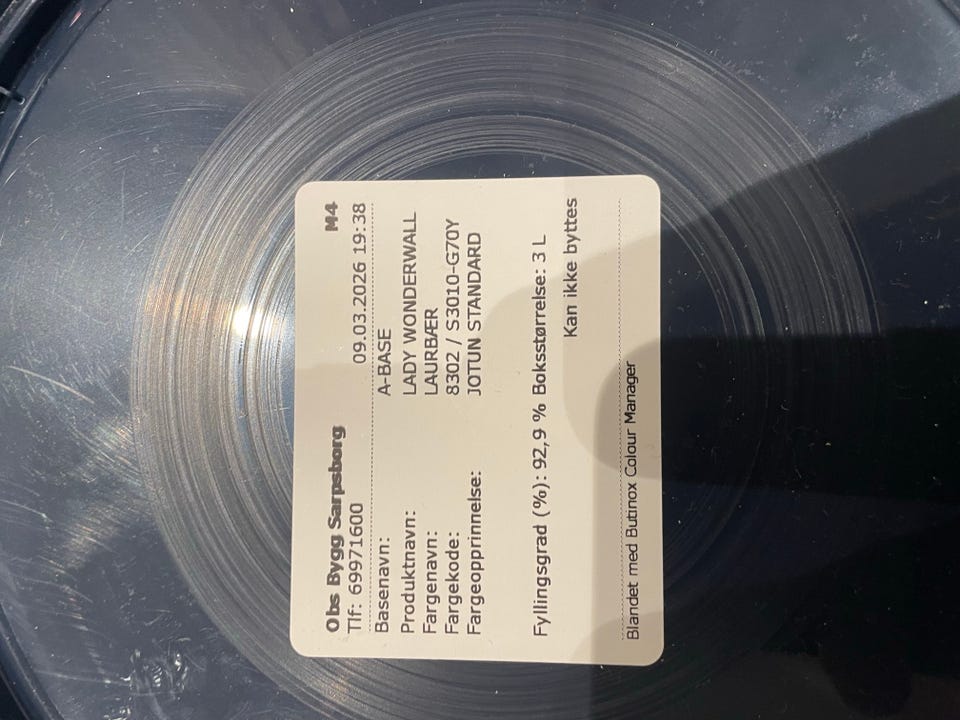 Obs Bygg Sarpsborg M4
Tlf: 69971600 09.03.2026 19:38
Basenavn: A-BASE
Produktnavn: LADY WONDERWALL
Fargenavn: LAURBÆR
Fargekode: 8302 / S3010-G70Y
Fargeopprinnelse: JOTUN STANDARD
Fyllingsgrad (%): 92,9 % Boksstørrelse: 3 L
Kan ikke byttes
Blandet med Butinox Colour Manager